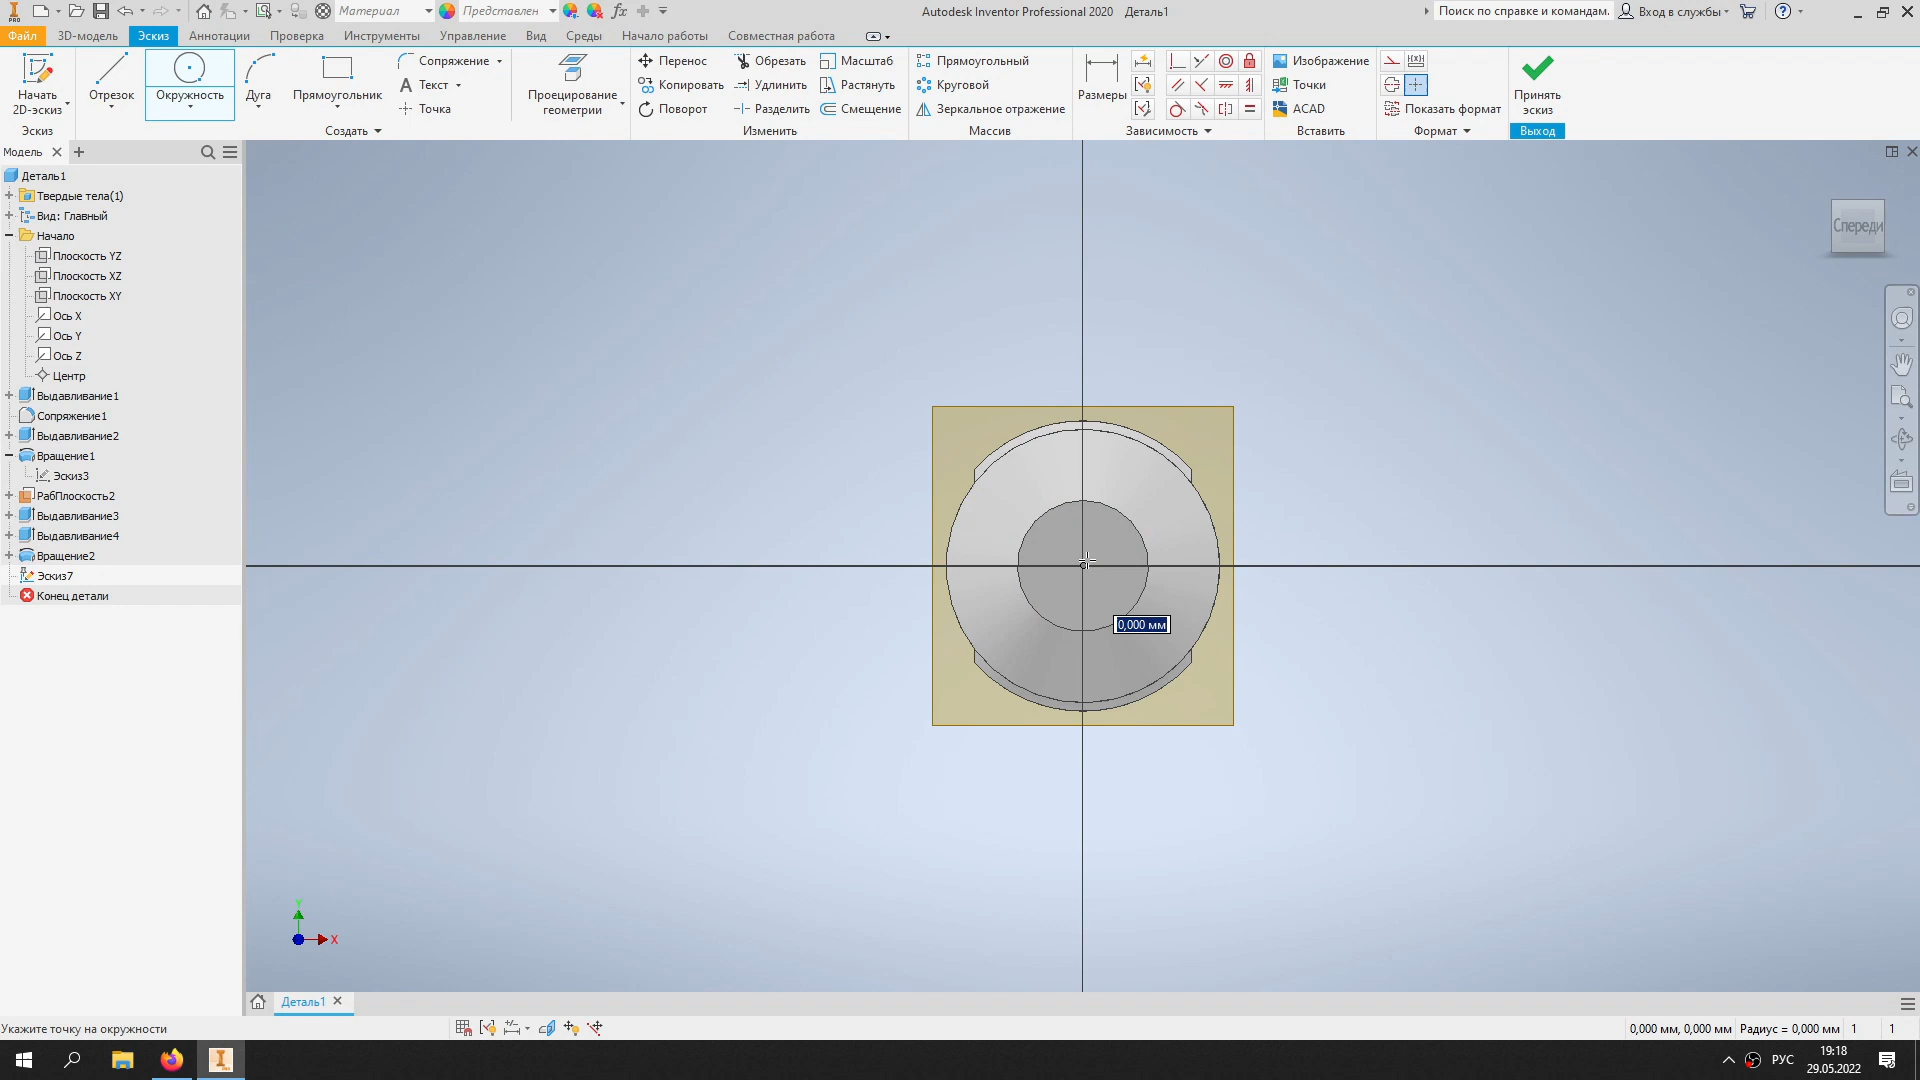 Материал
Представлен
Autodesk Inventor Professional 2020 Деталь1
Поиск по справке и командам.
Вход в службы
Файл 3D-модель Эскиз Аннотации Проверка Инструменты Управление Вид Среды Начало работы Совместная работа
Начать
2D-эскиз
Эскиз
Отрезок
Окружность
Дуга
Прямоугольник
Сопряжение
Текст
Точка
Создать
Проецирование
геометрии
Перенос Обрезать Масштаб
Копировать Удлинить Растянуть
Поворот Разделить Смещение
Изменить
Прямоугольный
Круговой
Зеркальное отражение
Массив
Размеры
Зависимость
Изображение
Точки
ACAD
Вставить
Показать формат
Формат
Принять
эскиз
Выход
Модель
Деталь1
Твердые тела(1)
Вид: Главный
Начало
Плоскость YZ
Плоскость XZ
Плоскость XY
Ось X
Ось Y
Ось Z
Центр
Выдавливание1
Сопряжение1
Выдавливание2
Вращение1
Эскиз3
РабПлоскость2
Выдавливание3
Выдавливание4
Вращение2
Эскиз7
Конец детали
Спереди
0,000 мм
Y
X
Деталь1
Укажите точку на окружности
0,000 мм, 0,000 мм Радиус = 0,000 мм 1 1
РУС
19:18
29.05.2022